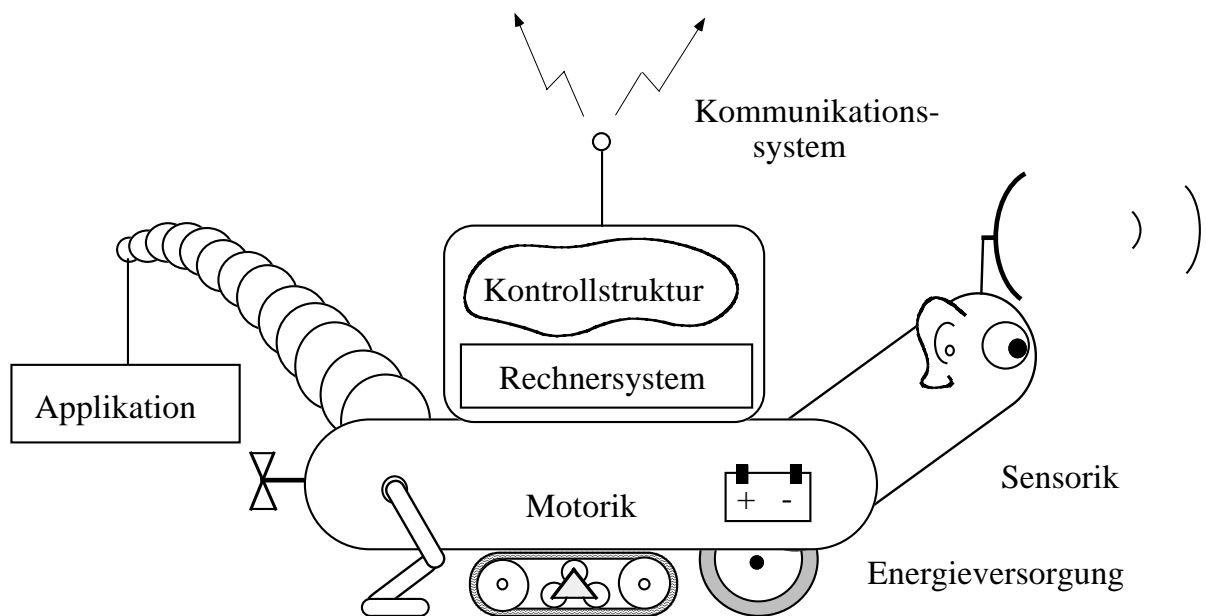 Kommunikations-
system
Kontrollstruktur
Rechnersystem
Applikation
Motorik
+ -
Sensorik
Energieversorgung